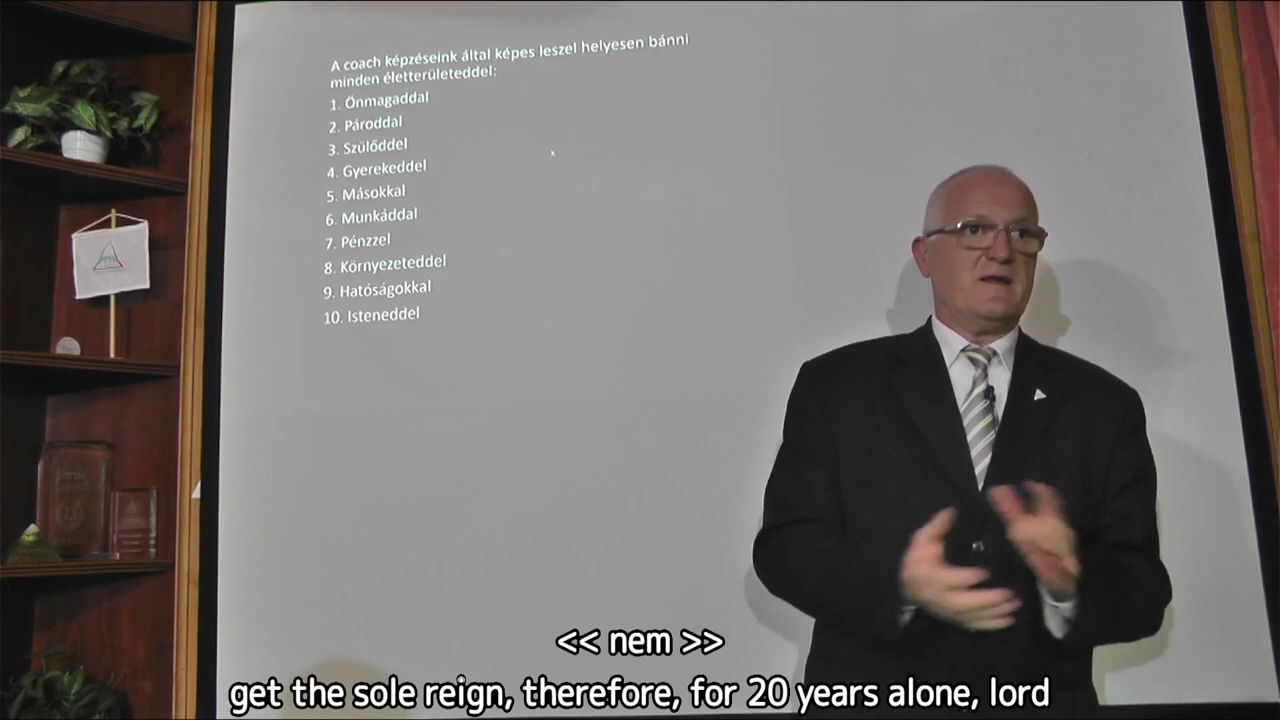 A coach képzéseink által képes leszel helyesen bánni
minden életterületeddel:
1. Önmagaddal
2. Pároddal
3. Szülőddel
4. Gyerekeddel
5. Másokkal
6. Munkáddal
7. Pénzzel
8. Környezeteddel
9. Hatóságokkal
10. Isteneddel
<< nem >>
get the sole reign, therefore, for 20 years alone, lord